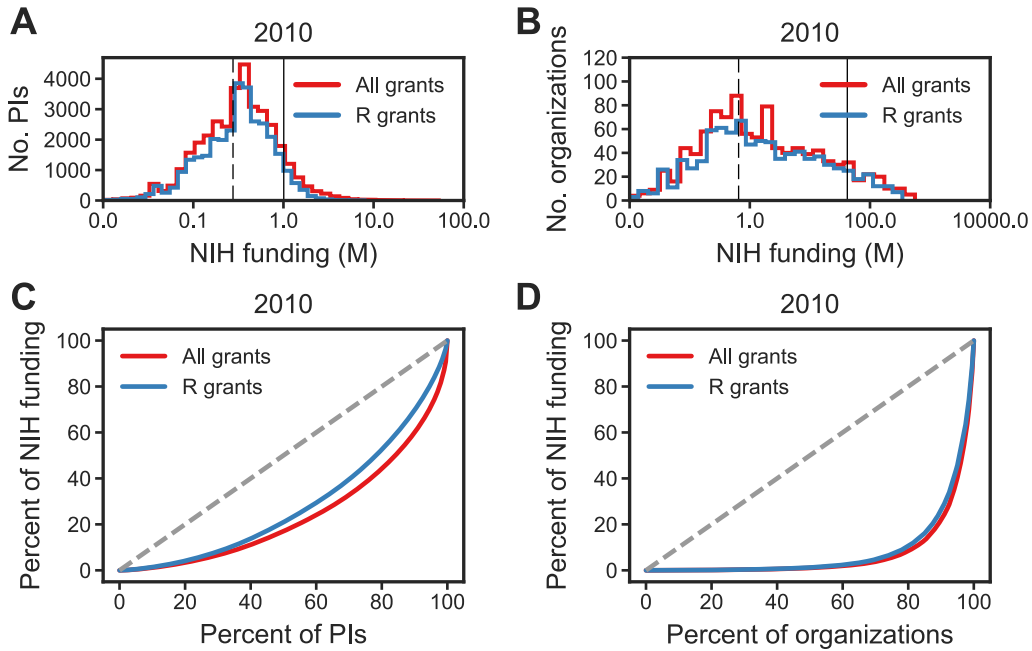 A
2010
No. PIs
4000
3000
2000
1000
0
All grants
R grants
0.0 0.1 1.0 10.0 100.0
NIH funding (M)
B
2010
No. organizations
120
100
80
60
40
20
0
All grants
R grants
0.0 1.0 100.0 10000.0
NIH funding (M)
C
2010
Percent of NIH funding
100
80
60
40
20
0
All grants
R grants
0 20 40 60 80 100
Percent of PIs
D
2010
Percent of NIH funding
100
80
60
40
20
0
All grants
R grants
0 20 40 60 80 100
Percent of organizations